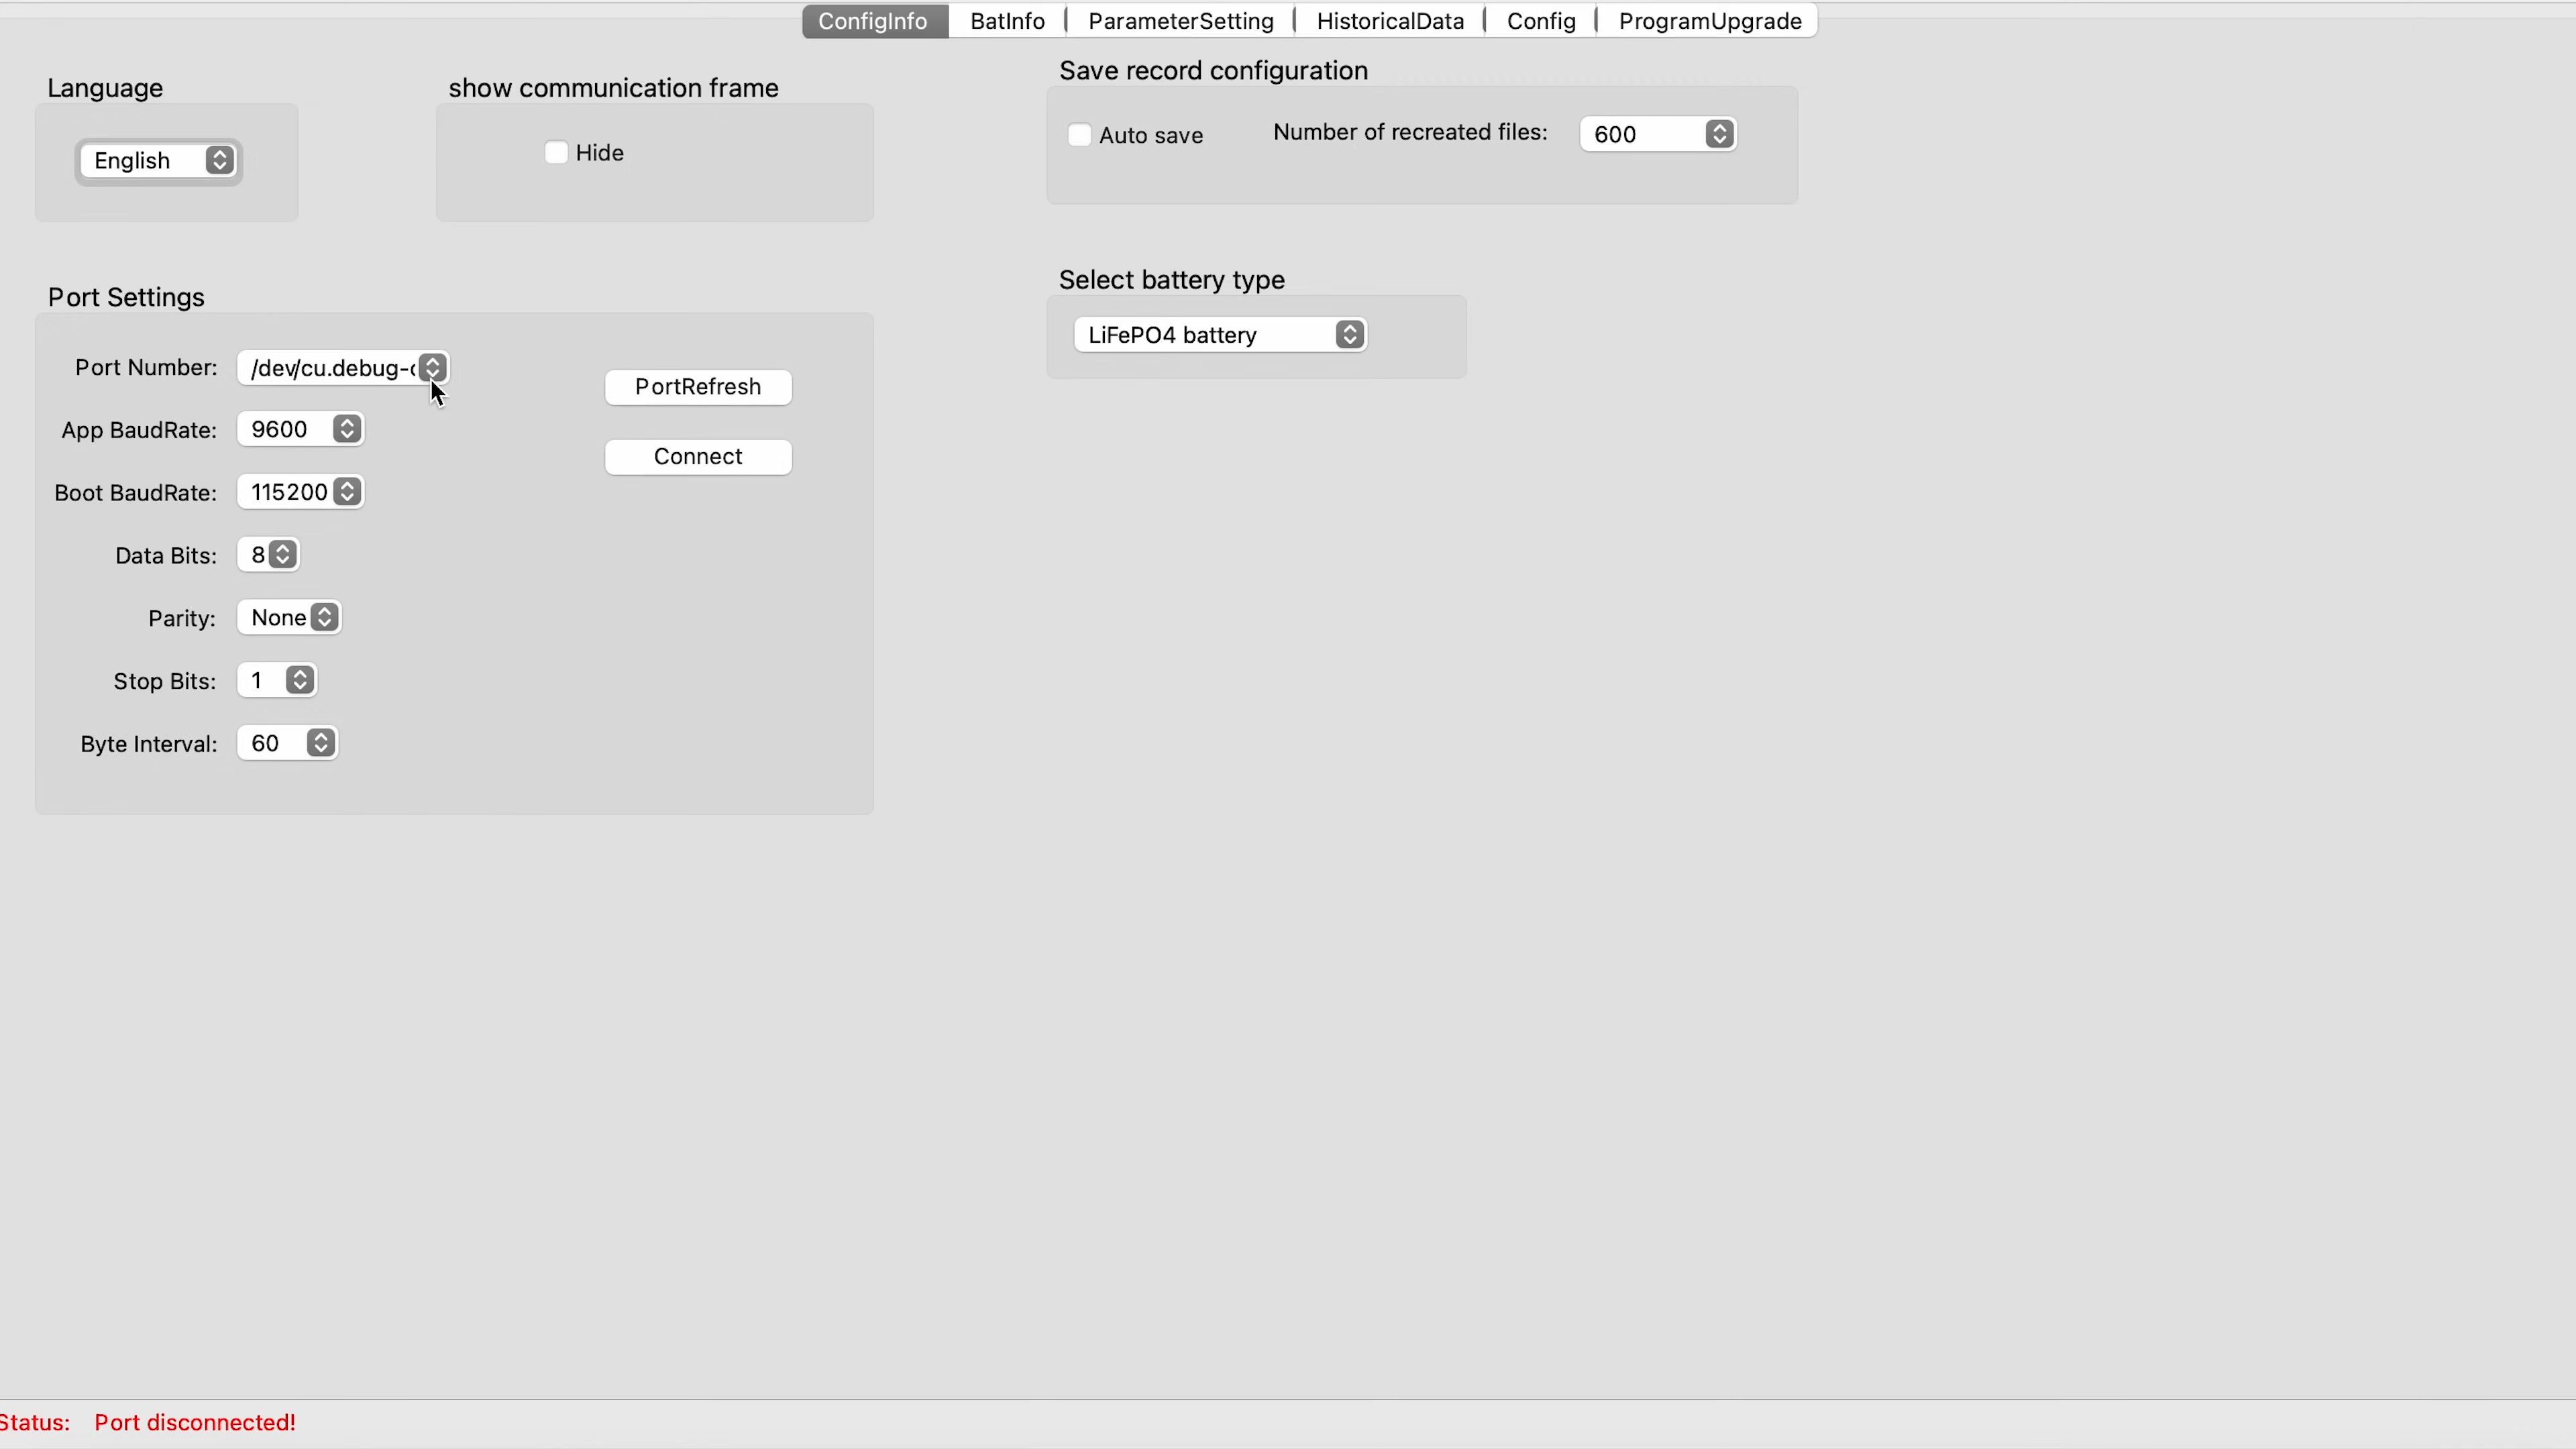 ConfigInfo BatInfo ParameterSetting HistoricalData Config ProgramUpgrade
Language
English
show communication frame
Hide
Save record configuration
Auto save Number of recreated files: 600
Select battery type
LiFePO4 battery
Port Settings
Port Number: /dev/cu.debug-
App BaudRate: 9600
Boot BaudRate: 115200
Data Bits: 8
Parity: None
Stop Bits: 1
Byte Interval: 60
PortRefresh
Connect
Status: Port disconnected!